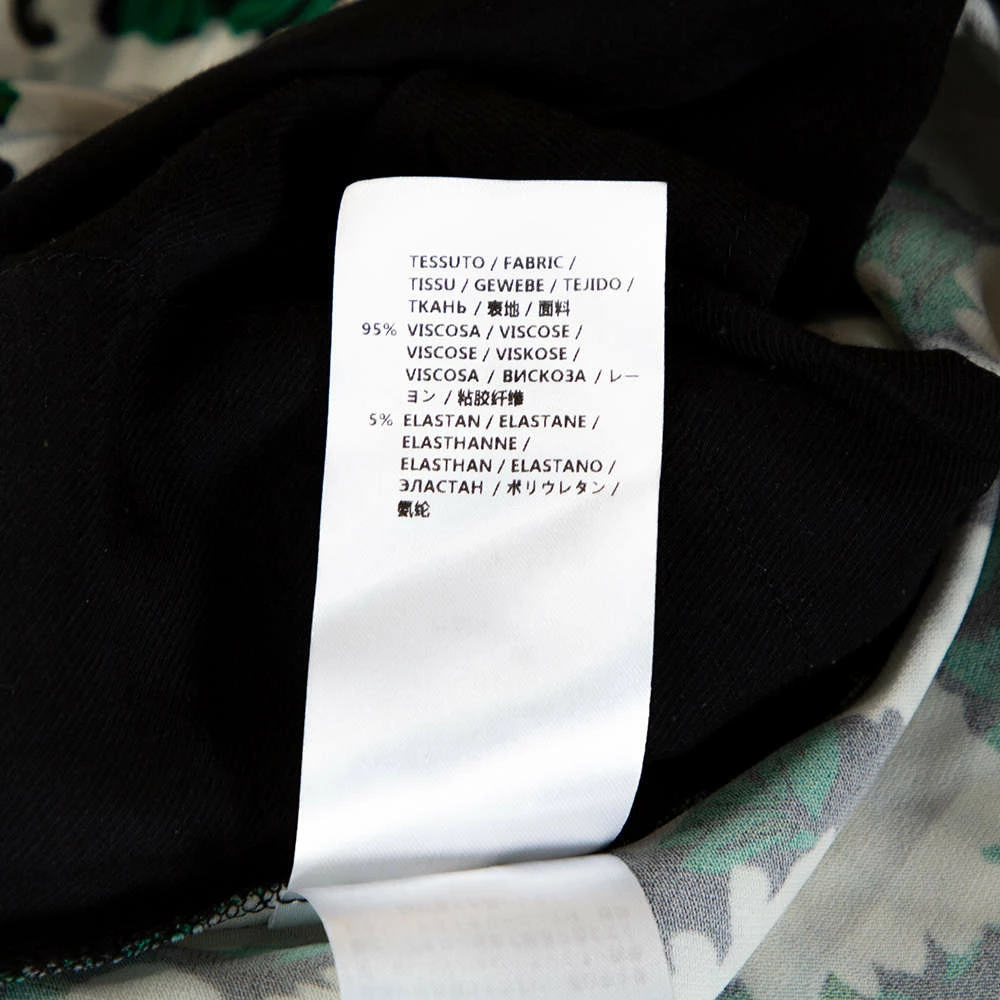 TESSUTO / FABRIC /
TISSU / GEWEBE / TEJIDO /
ТКАНЬ / 表地 / 面料
95% VISCOSA / VISCOSE /
VISCOSE / VISKOSE /
VISCOSA / ВИСКОЗА / レー
ヨン / 粘胶纤维
5% ELASTAN / ELASTANE /
ELASTHANNE /
ELASTHAN / ELASTANO /
ЭЛАСТАН / ポリウレタン /
氨纶